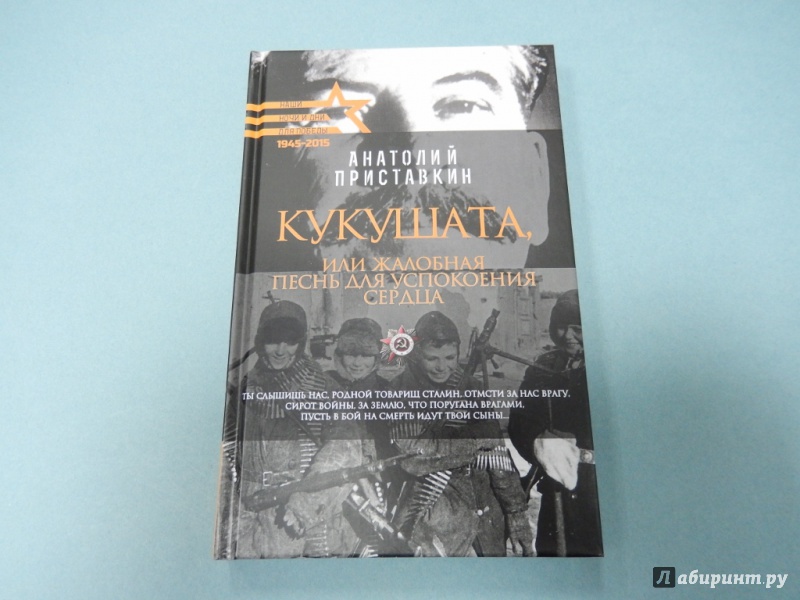 НАШИ
НОЧИ И ДНИ
ДЛЯ ПОБЕДЫ
1945-2015
АНАТОЛИЙ
ПРИСТАВКИН
КУКУШАТА,
ИЛИ ЖАЛОБНАЯ
ПЕСНЬ ДЛЯ УСПОКОЕНИЯ
СЕРДЦА
ТЫ СЛЫШИШЬ НАС, РОДНОЙ ТОВАРИЩ СТАЛИН, ОТМСТИ ЗА НАС ВРАГУ,
СИРОТ ВОЙНЫ, ЗА ЗЕМЛЮ, ЧТО ПОРУГАНА ВРАГАМИ,
ПУСТЬ В БОЙ НА СМЕРТЬ ИДУТ ТВОИ СЫНЫ...
Лабиринт.ру